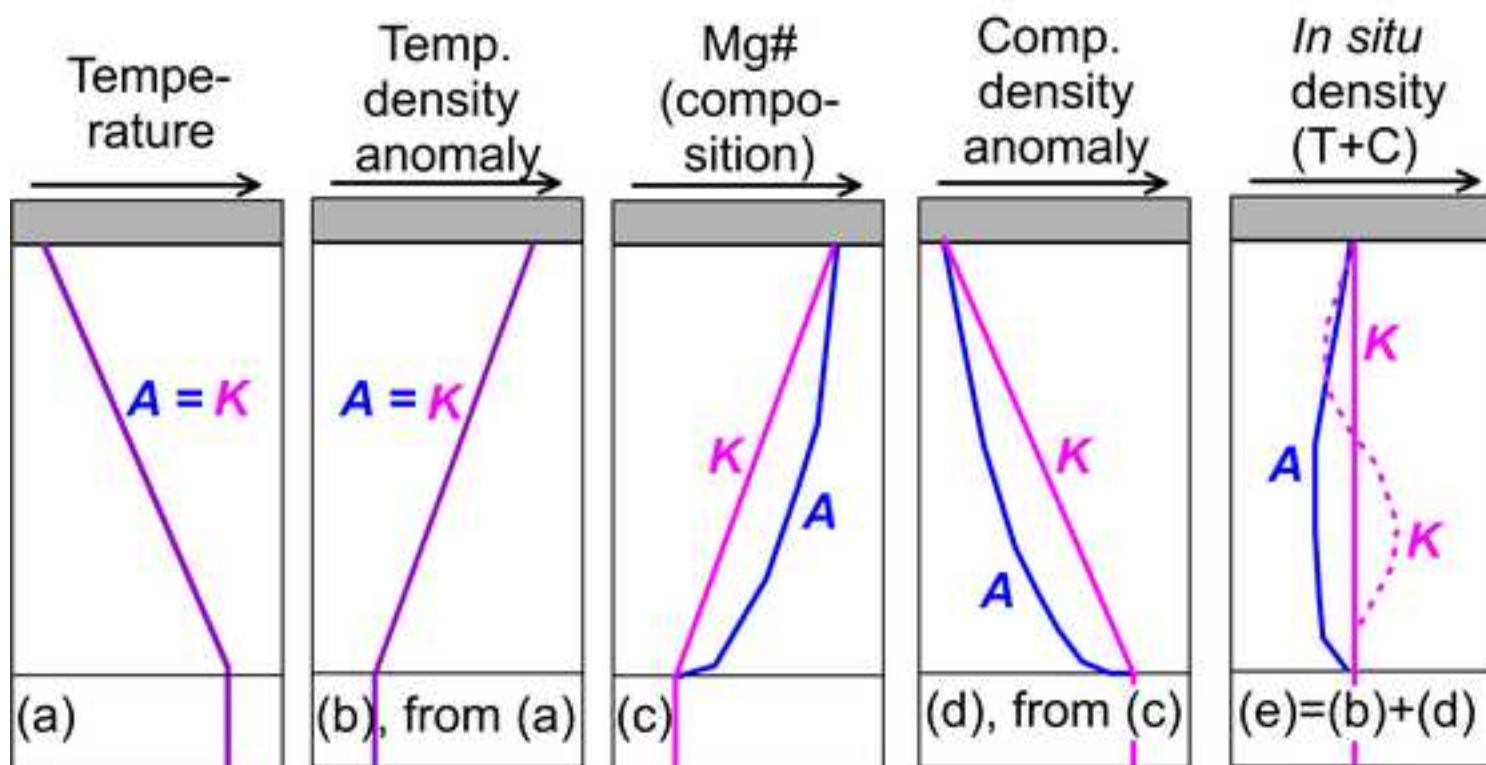 Tempe-
rature
Temp.
density
anomaly
Mg#
(compo-
sition)
Comp.
density
anomaly
In situ
density
(T+C)
A = K
A = K
K
A
K
A
K
A
K
(a)
(b), from (a)
(c)
(d), from (c)
(e)=(b)+(d)